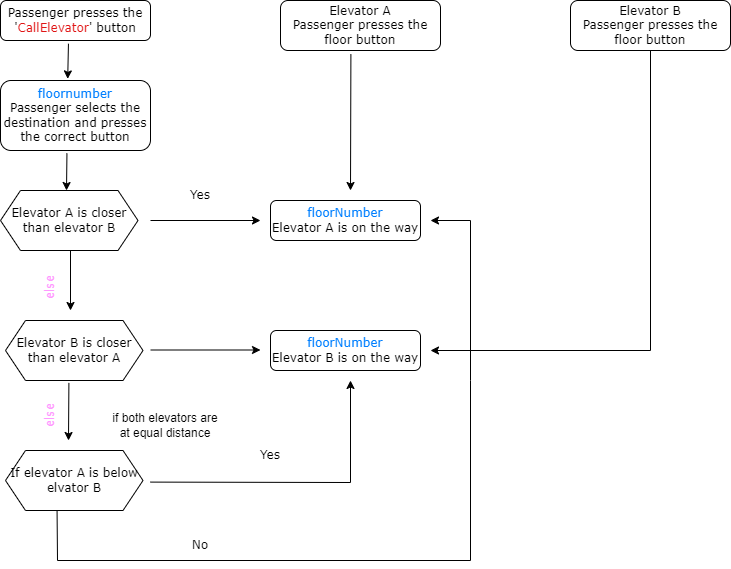 Passenger presses the
'CallElevator' button
Elevator A
Passenger presses the
floor button
Elevator B
Passenger presses the
floor button
floornumber
Passenger selects the
destination and presses
the correct button
Elevator A is closer
than elevator B
Yes
floorNumber
Elevator A is on the way
else
Elevator B is closer
than elevator A
floorNumber
Elevator B is on the way
else
if both elevators are
at equal distance
If elevator A is below
elvator B
Yes
No